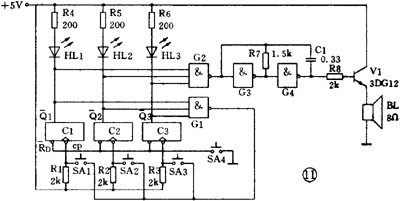 +5V
R4 200
R5 200
R6 200
HL1
HL2
HL3
G2
&
R7 1.5k
C1 0.33
&
G3
&
G4
R8 2k
V1 3DG12
BL 8Ω
&
G1
Q̄1
Q̄2
Q̄3
C1
C2
C3
R̄D
cp
SA4
R1 2k
SA1
R2 2k
SA2
R3 2k
SA3
⑪